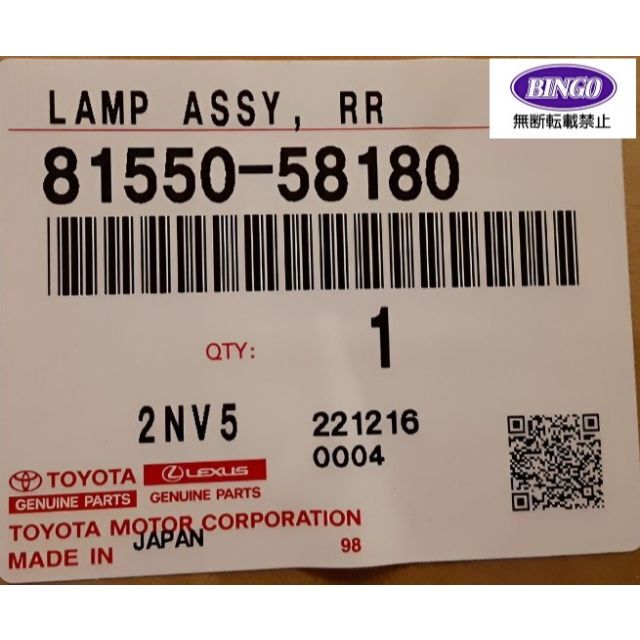 BINGO
無断転載禁止
LAMP ASSY, RR
81550-58180
QTY: 1
2NV5 221216
0004
TOYOTA LEXUS
GENUINE PARTS GENUINE PARTS
TOYOTA MOTOR CORPORATION
MADE IN JAPAN 98